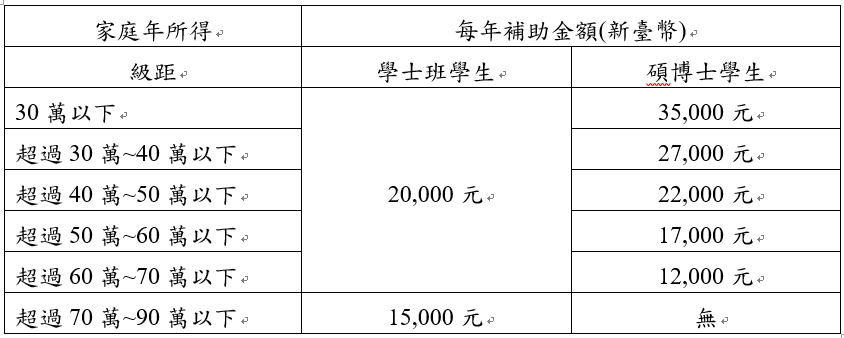 家庭年所得 每年補助金額(新臺幣)
級距 學士班學生 碩博士學生
30 萬以下 35,000 元
超過 30 萬~40 萬以下 27,000 元
超過 40 萬~50 萬以下 20,000 元 22,000 元
超過 50 萬~60 萬以下 17,000 元
超過 60 萬~70 萬以下 12,000 元
超過 70 萬~90 萬以下 15,000 元 無